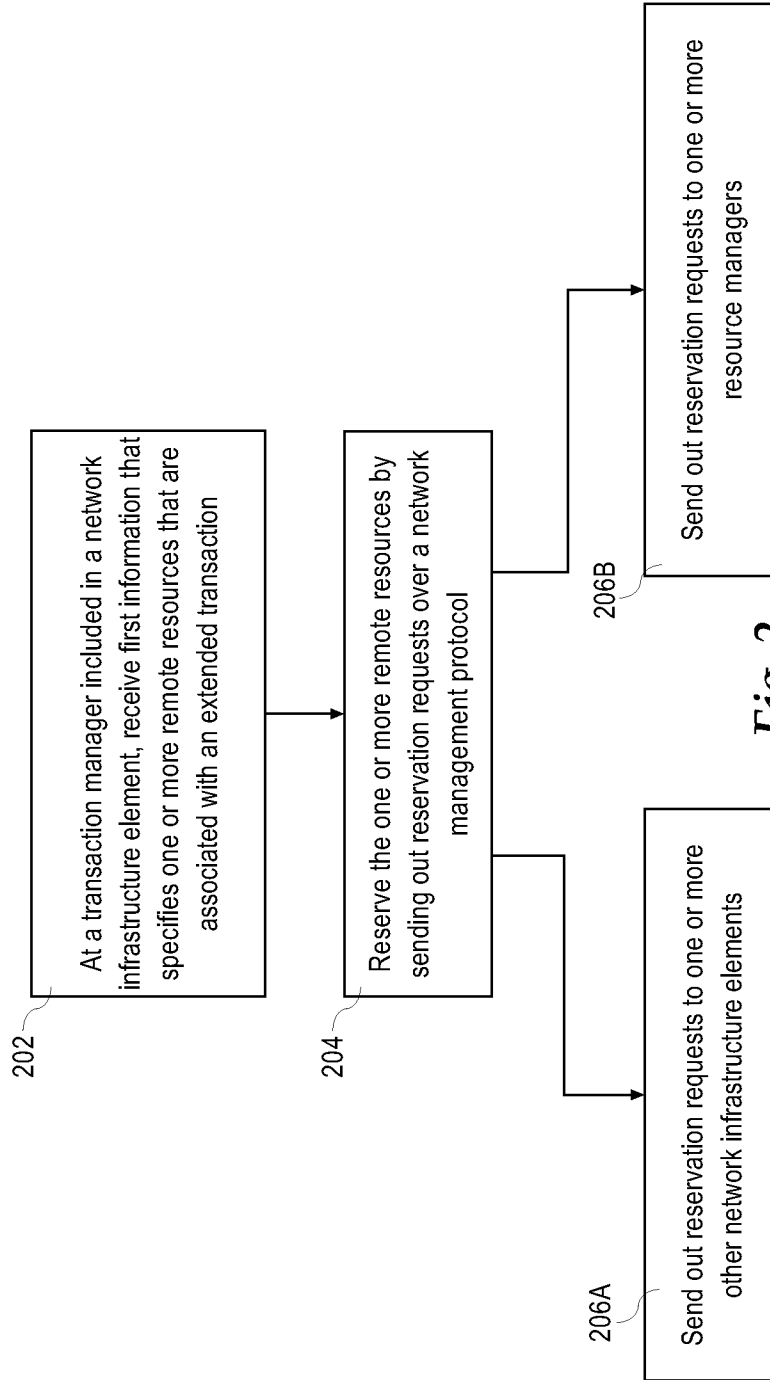 202
At a transaction manager included in a network
infrastructure element, receive first information that
specifies one or more remote resources that are
associated with an extended transaction
204
Reserve the one or more remote resources by
sending out reservation requests over a network
management protocol
206A
Send out reservation requests to one or more
other network infrastructure elements
206B
Send out reservation requests to one or more
resource managers
Fig. 2